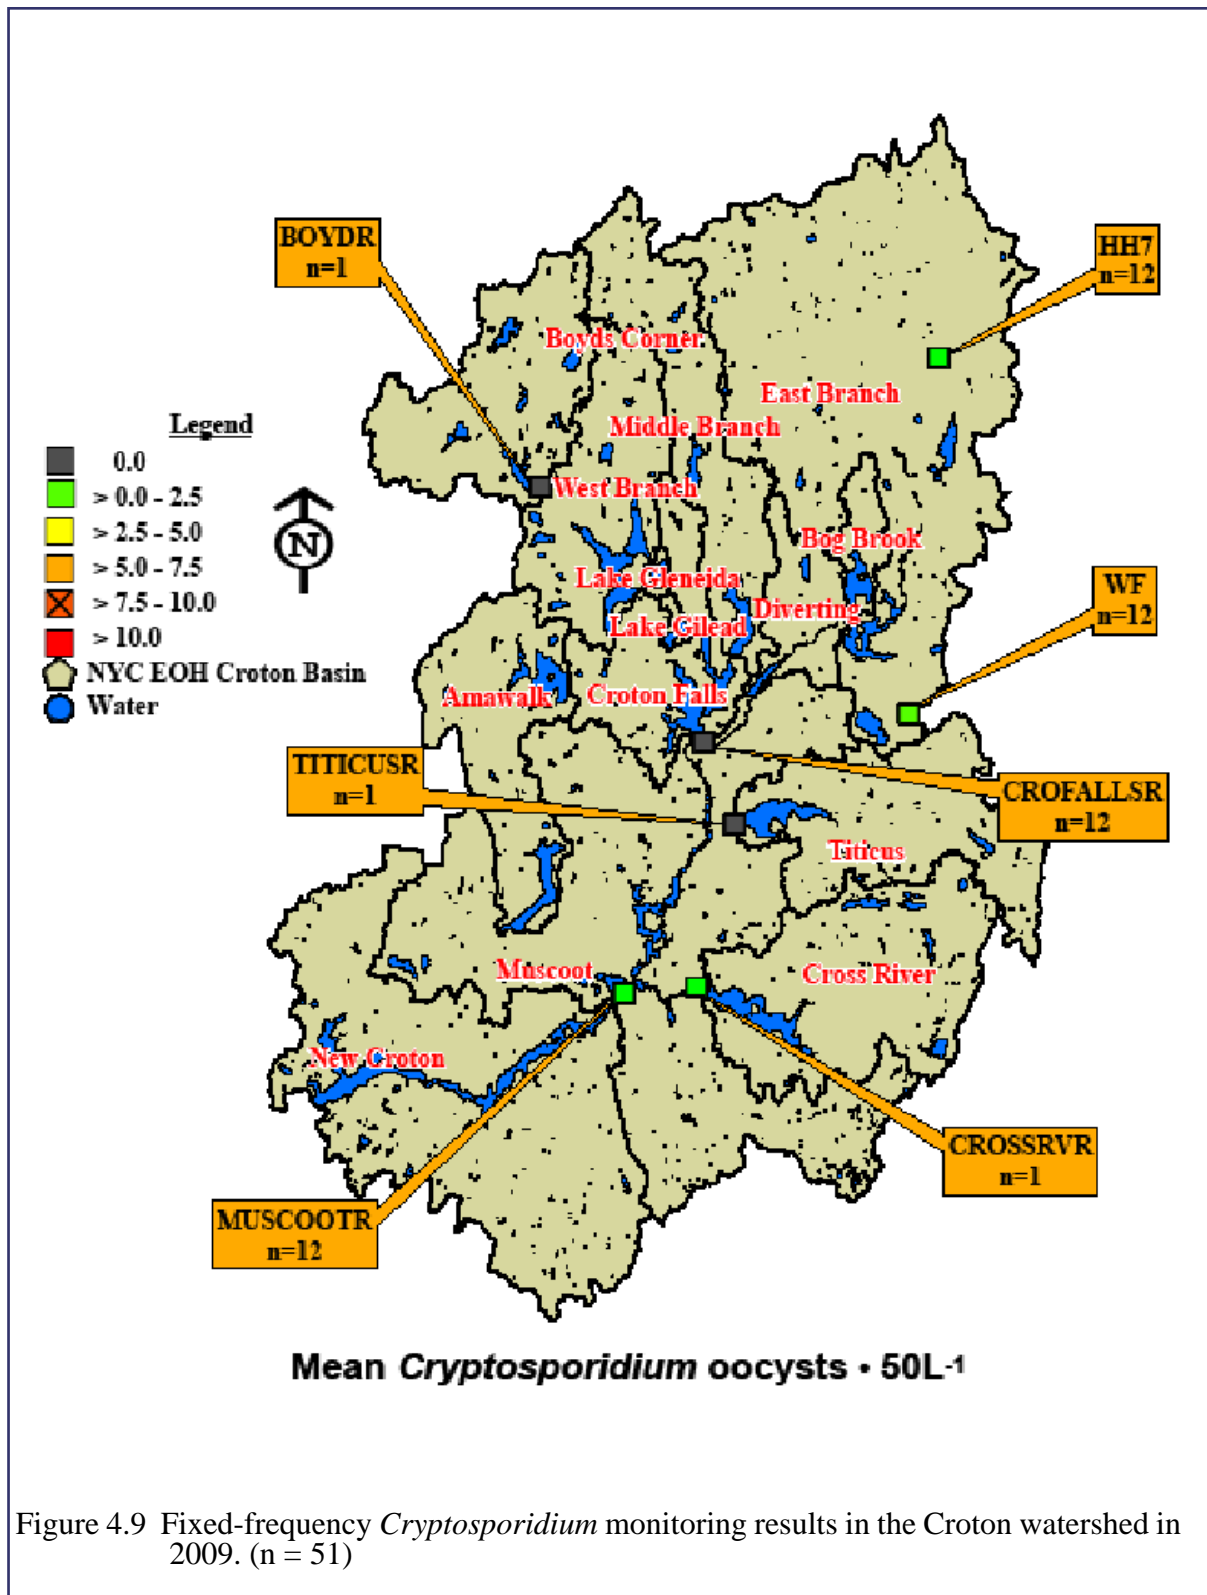 BOYDR
n=1
HH7
n=12
Boyds Corner
East Branch
Legend
0.0
> 0.0 - 2.5
> 2.5 - 5.0
> 5.0 - 7.5
> 7.5 - 10.0
> 10.0
NYC EOH Croton Basin
Water
N
Middle Branch
West Branch
Bog Brook
Lake Gleneida
Diverting
Lake Gilead
WF
n=12
Amawalk
Croton Falls
TITICUSR
n=1
CROFALLSR
n=12
Titicus
Muscoot
Cross River
New Croton
CROSSRVR
n=1
MUSCOOTR
n=12
Mean Cryptosporidium oocysts • 50L-1
Figure 4.9 Fixed-frequency Cryptosporidium monitoring results in the Croton watershed in
2009. (n = 51)